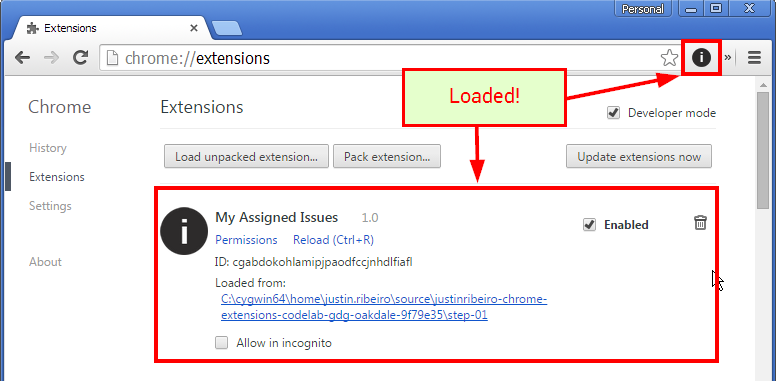 Personal
Extensions
chrome://extensions
i
»
Loaded!
Chrome
Extensions
Developer mode
History
Load unpacked extension...
Pack extension...
Update extensions now
Extensions
Settings
i
My Assigned Issues 1.0
Enabled
Permissions Reload (Ctrl+R)
About
ID: cgabdokohlamipjpaodfccjnhdlfiafl
Loaded from:
C:\cygwin64\home\justin.ribeiro\source\justinribeiro-chrome-
extensions-codelab-gdg-oakdale-9f79e35\step-01
Allow in incognito